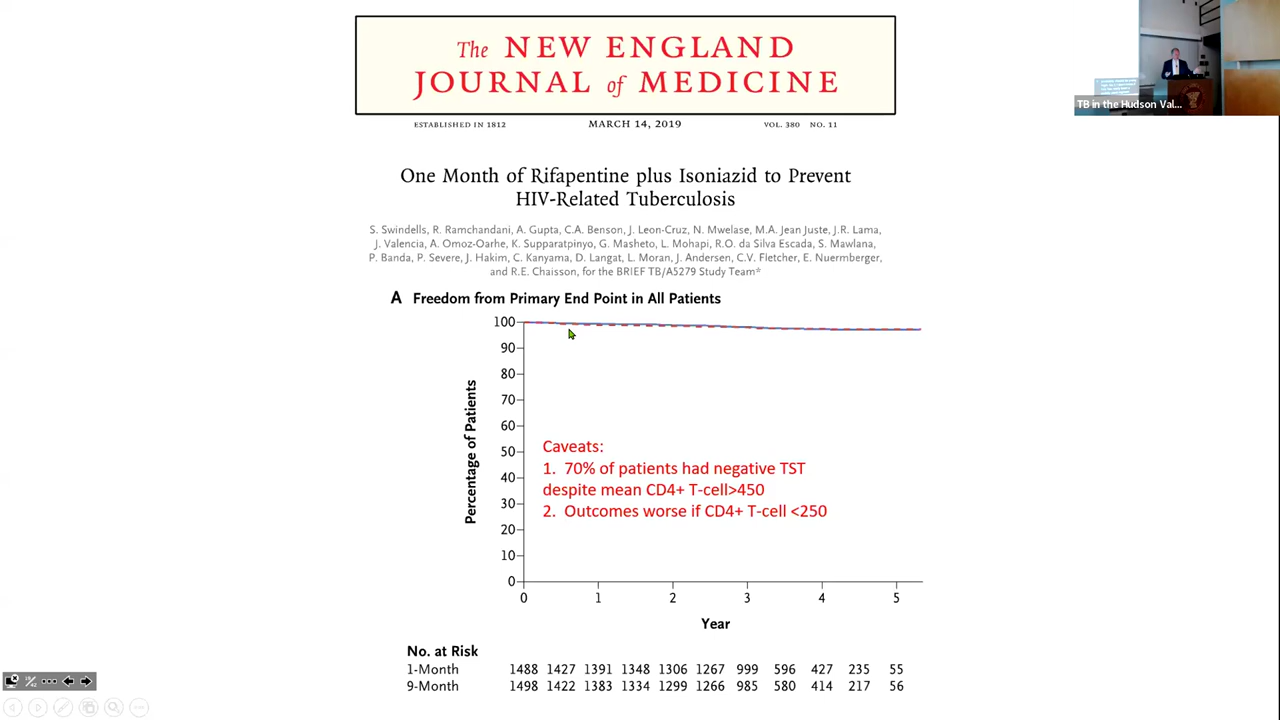 The NEW ENGLAND
JOURNAL of MEDICINE
ESTABLISHED IN 1812 MARCH 14, 2019 VOL. 380 NO. 11
TB in the Hudson Val...
One Month of Rifapentine plus Isoniazid to Prevent
HIV-Related Tuberculosis
S. Swindells, R. Ramchandani, A. Gupta, C.A. Benson, J. Leon-Cruz, N. Mwelase, M.A. Jean Juste, J.R. Lama,
J. Valencia, A. Omoz-Oarhe, K. Supparatpinyo, G. Masheto, L. Mohapi, R.O. da Silva Escada, S. Mawlana,
P. Banda, P. Severe, J. Hakim, C. Kanyama, D. Langat, L. Moran, J. Andersen, C.V. Fletcher, E. Nuermberger,
and R.E. Chaisson, for the BRIEF TB/A5279 Study Team*
A Freedom from Primary End Point in All Patients
100
90
80
70
60
50
40
30
20
10
0
Percentage of Patients
Caveats:
1. 70% of patients had negative TST
despite mean CD4+ T-cell>450
2. Outcomes worse if CD4+ T-cell <250
0 1 2 3 4 5
Year
No. at Risk
1-Month 1488 1427 1391 1348 1306 1267 999 596 427 235 55
9-Month 1498 1422 1383 1334 1299 1266 985 580 414 217 56